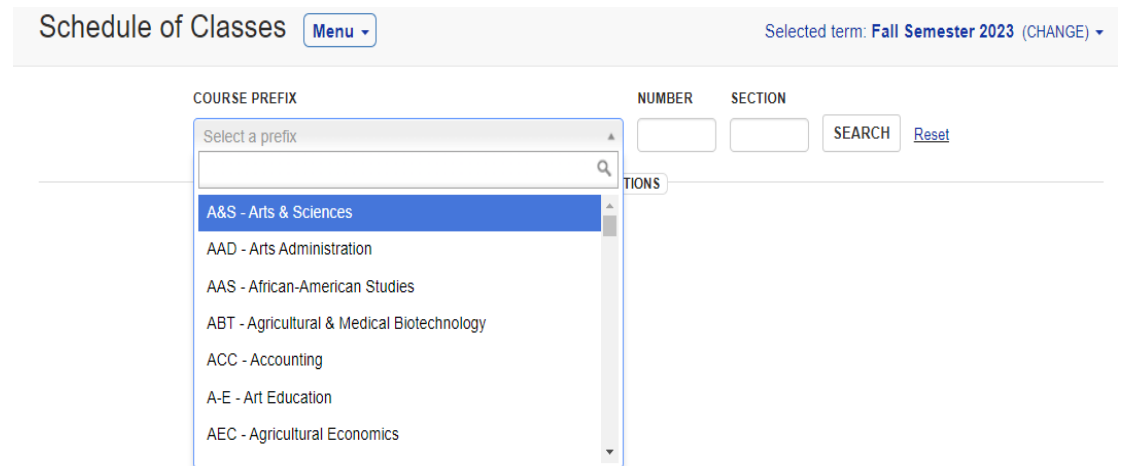 Schedule of Classes Menu Selected term: Fall Semester 2023 (CHANGE)
COURSE PREFIX NUMBER SECTION
Select a prefix SEARCH Reset
TIONS
A&S - Arts & Sciences
AAD - Arts Administration
AAS - African-American Studies
ABT - Agricultural & Medical Biotechnology
ACC - Accounting
A-E - Art Education
AEC - Agricultural Economics